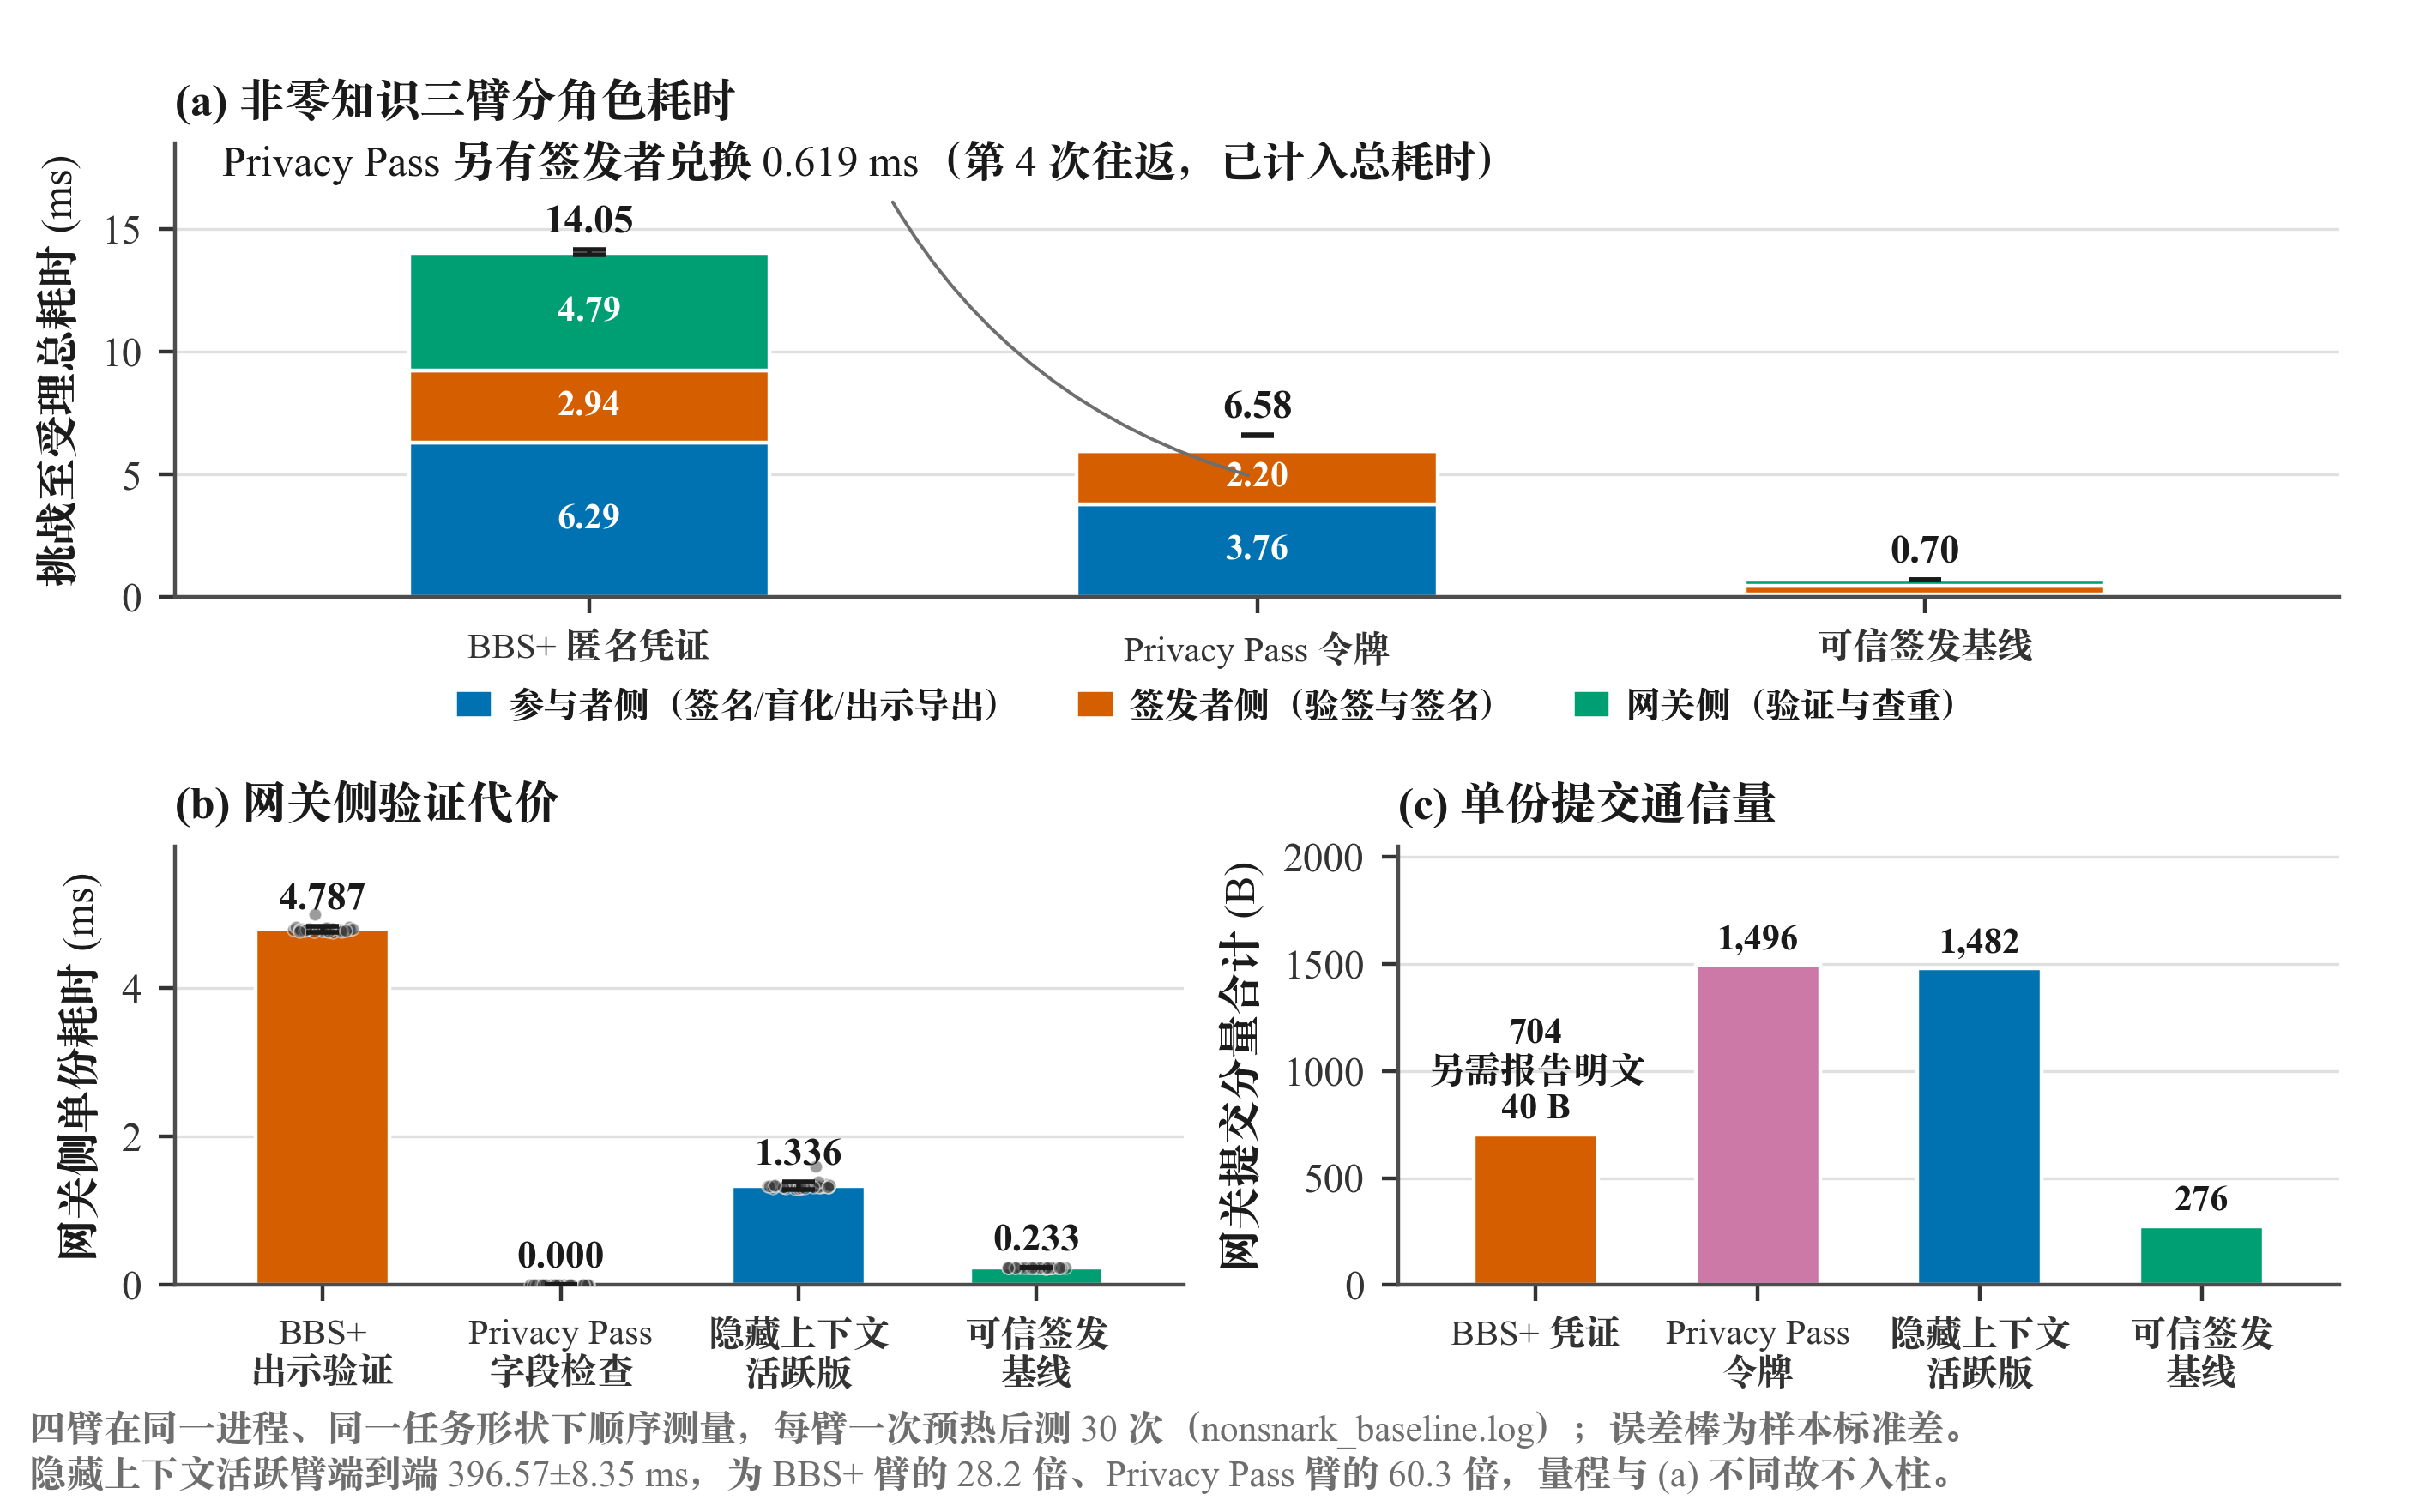 (a) 非零知识三臂分角色耗时
Privacy Pass 另有签发者兑换 0.619 ms（第 4 次往返，已计入总耗时）
挑战至受理总耗时 (ms)
15
10
5
0
14.05
4.79
2.94
6.29
6.58
2.20
3.76
0.70
BBS+ 匿名凭证
Privacy Pass 令牌
可信签发基线
参与者侧（签名/盲化/出示导出）
签发者侧（验签与签名）
网关侧（验证与查重）
(b) 网关侧验证代价
网关侧单份耗时 (ms)
4
2
0
4.787
0.000
1.336
0.233
BBS+
出示验证
Privacy Pass
字段检查
隐藏上下文
活跃版
可信签发
基线
(c) 单份提交通信量
网关提交分量合计 (B)
2000
1500
1000
500
0
704
另需报告明文
40 B
1,496
1,482
276
BBS+ 凭证
Privacy Pass
令牌
隐藏上下文
活跃版
可信签发
基线
四臂在同一进程、同一任务形状下顺序测量，每臂一次预热后测 30 次（nonsnark_baseline.log）；误差棒为样本标准差。
隐藏上下文活跃臂端到端 396.57±8.35 ms，为 BBS+ 臂的 28.2 倍、Privacy Pass 臂的 60.3 倍，量程与 (a) 不同故不入柱。